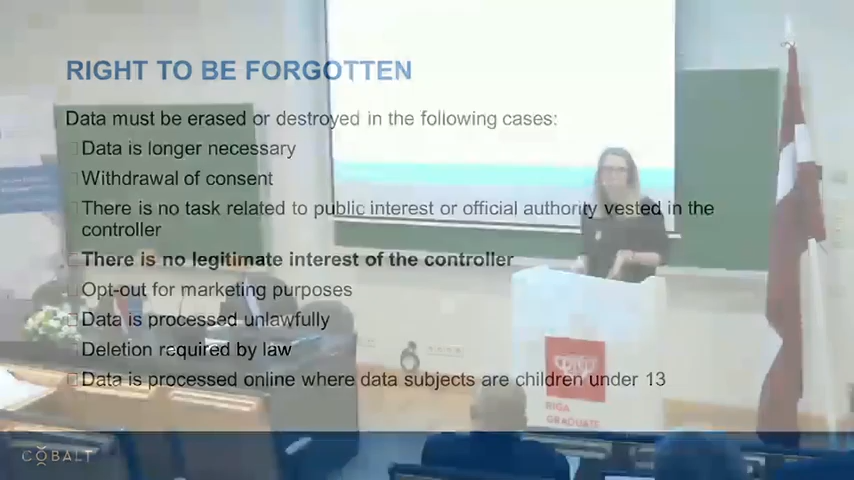 RIGHT TO BE FORGOTTEN
Data must be erased or destroyed in the following cases:
Data is longer necessary
Withdrawal of consent
There is no task related to public interest or official authority vested in the
controller
There is no legitimate interest of the controller
Opt-out for marketing purposes
Data is processed unlawfully
Deletion required by law
Data is processed online where data subjects are children under 13
RIGA
GRADUATE
COBALT